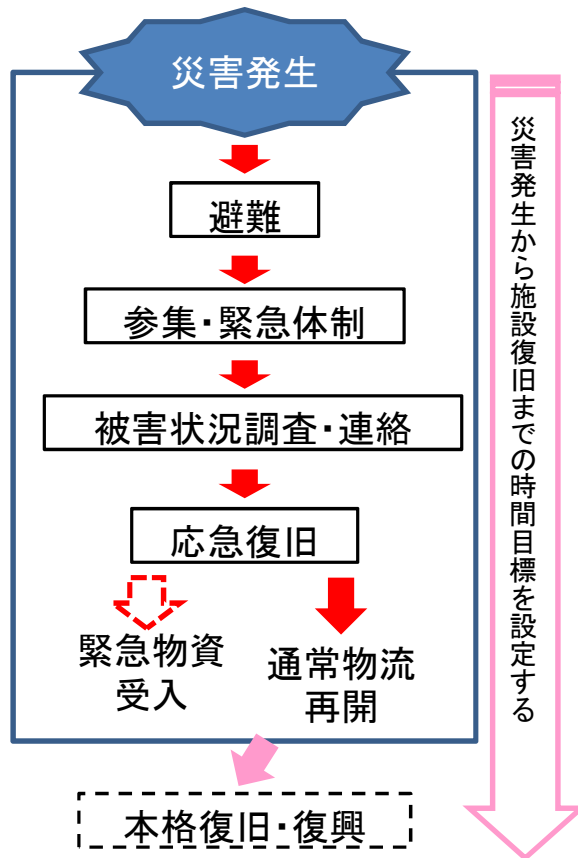 災害発生
避難
参集・緊急体制
被害状況調査・連絡
応急復旧
緊急物資
受入
通常物流
再開
本格復旧・復興
災害発生から施設復旧までの時間目標を設定する